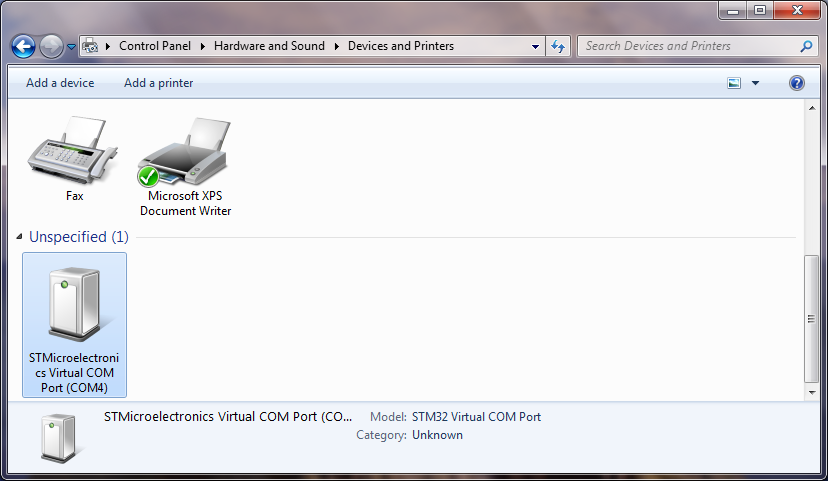 Control Panel Hardware and Sound Devices and Printers Search Devices and Printers
Add a device Add a printer
Fax
Microsoft XPS
Document Writer
Unspecified (1)
STMicroelectroni
cs Virtual COM
Port (COM4)
STMicroelectronics Virtual COM Port (CO... Model: STM32 Virtual COM Port
Category: Unknown